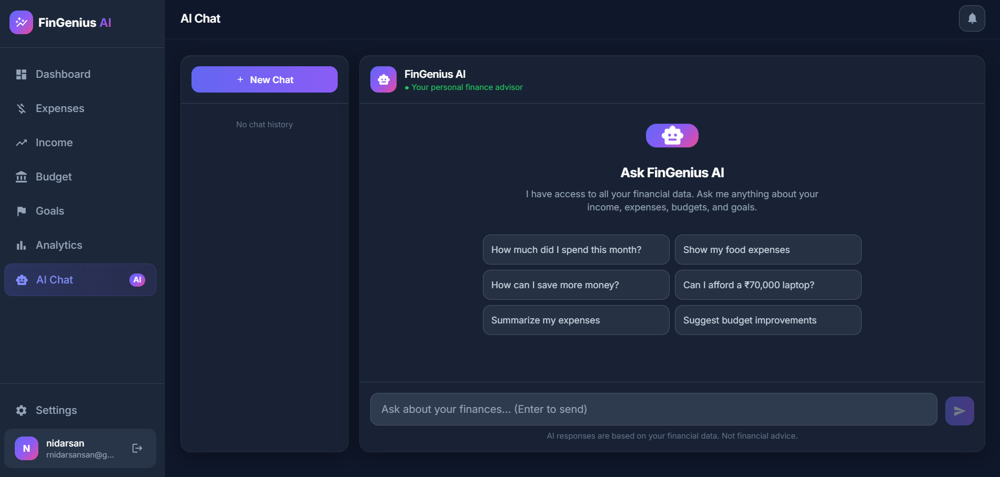 FinGenius AI
Dashboard
Expenses
Income
Budget
Goals
Analytics
AI Chat
AI
Settings
N
nidarsan
rnidarsansan@g...
AI Chat
+ New Chat
No chat history
FinGenius AI
● Your personal finance advisor
Ask FinGenius AI
I have access to all your financial data. Ask me anything about your
income, expenses, budgets, and goals.
How much did I spend this month?
Show my food expenses
How can I save more money?
Can I afford a ₹70,000 laptop?
Summarize my expenses
Suggest budget improvements
Ask about your finances... (Enter to send)
AI responses are based on your financial data. Not financial advice.